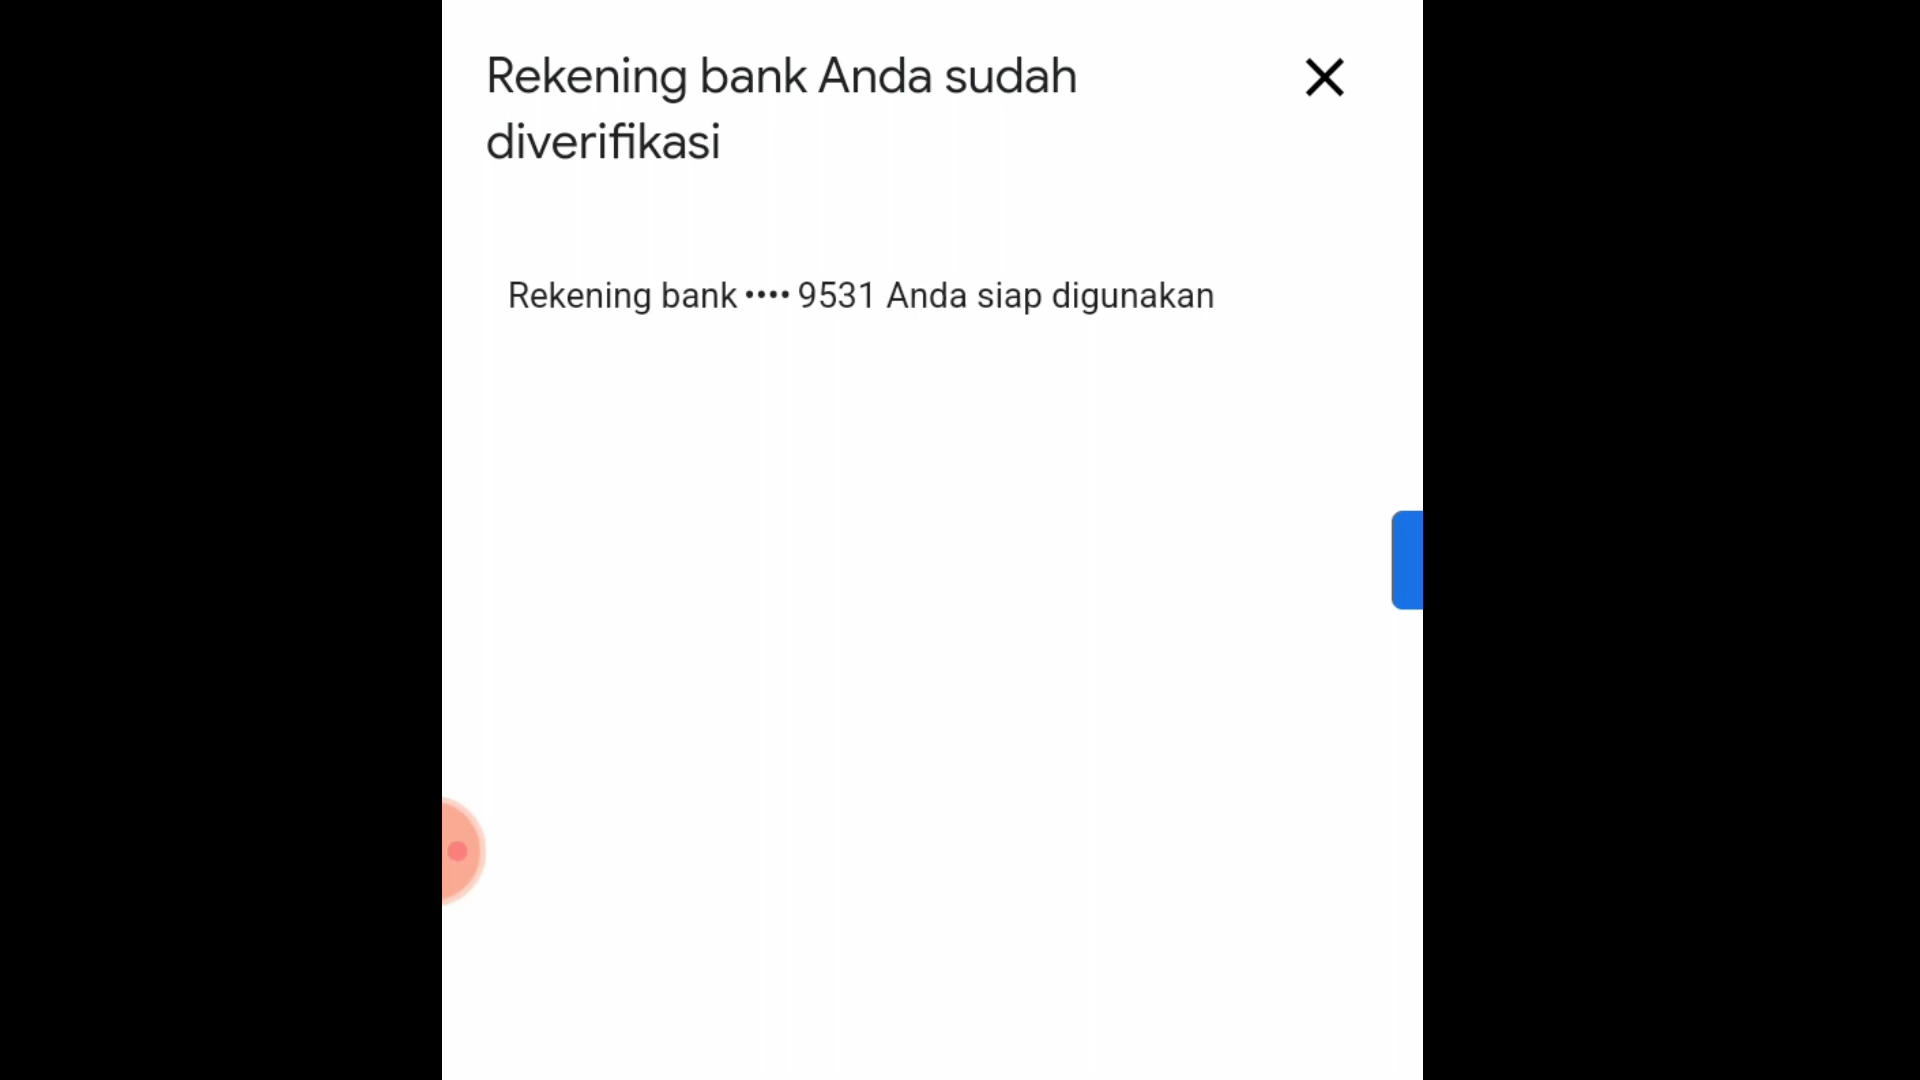 Rekening bank Anda sudah
diverifikasi
Rekening bank •••• 9531 Anda siap digunakan